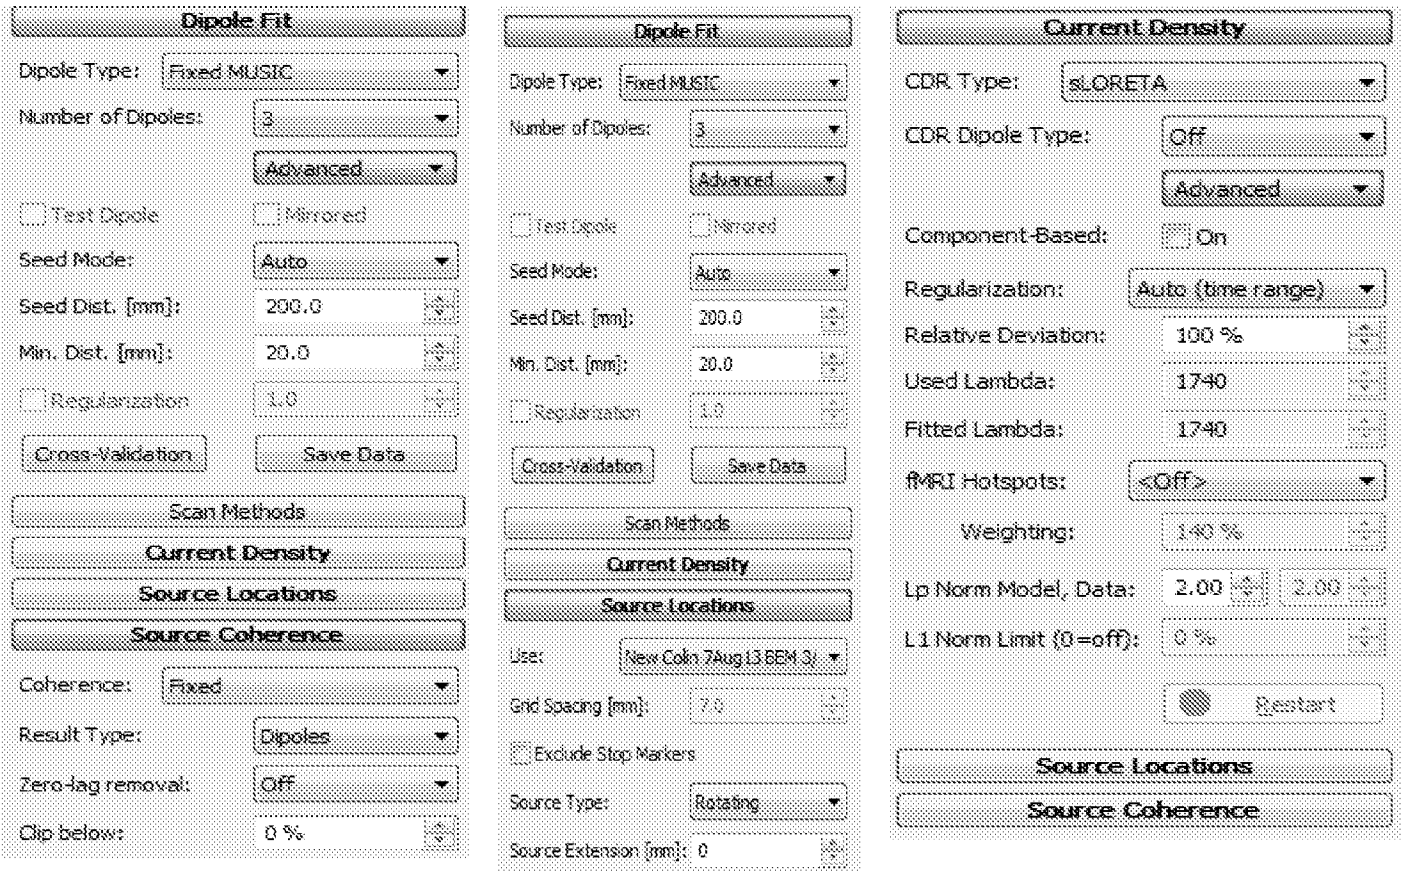 Dipole Fit
Dipole Type: Fixed MUSIC
Number of Dipoles: 3
Advanced
Test Dipole Mirrored
Seed Mode: Auto
Seed Dist. [mm]: 200.0
Min. Dist. [mm]: 20.0
Regularization 1.0
Cross-Validation Save Data
Scan Methods
Current Density
Source Locations
Source Coherence
Coherence: Fixed
Result Type: Dipoles
Zero-lag removal: Off
Clip below: 0 %
Dipole Fit
Dipole Type: Fixed MUSIC
Number of Dipoles: 3
Advanced
Test Dipole Mirrored
Seed Mode: Auto
Seed Dist. [mm]: 200.0
Min. Dist. [mm]: 20.0
Regularization 1.0
Cross-Validation Save Data
Scan Methods
Current Density
Source Locations
Use: New Colin 7Aug13 BEM 3/
Grid Spacing [mm]: 7.0
Exclude Stop Markers
Source Type: Rotating
Source Extension [mm]: 0
Current Density
CDR Type: sLORETA
CDR Dipole Type: Off
Advanced
Component-Based: On
Regularization: Auto (time range)
Relative Deviation: 100 %
Used Lambda: 1740
Fitted Lambda: 1740
fMRI Hotspots: <Off>
Weighting: 140 %
Lp Norm Model, Data: 2.00 2.00
L1 Norm Limit (0=off): 0 %
Restart
Source Locations
Source Coherence